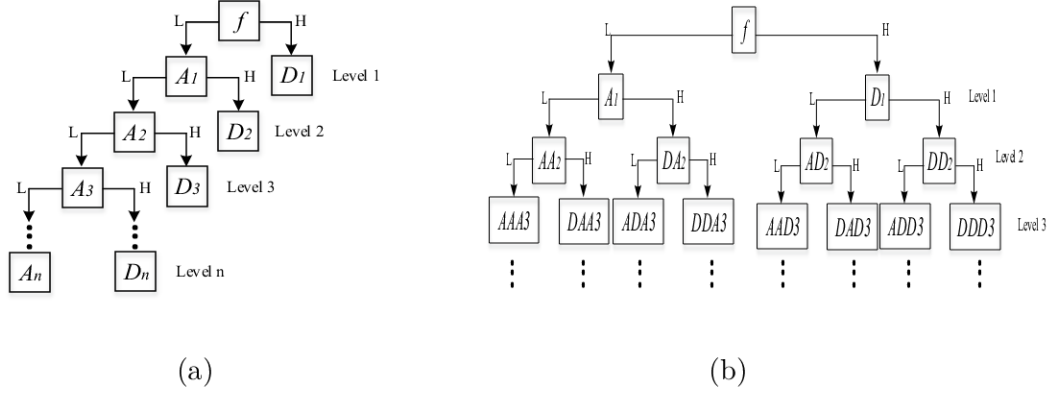 L f H
L A1 H D1 Level 1
L A2 H D2 Level 2
L A3 H D3 Level 3
An Dn Level n
(a)
L f H
L A1 H L D1 H Level 1
L AA2 H L DA2 H L AD2 H L DD2 H Level 2
AAA3 DAA3 ADA3 DDA3 AAD3 DAD3 ADD3 DDD3 Level 3
(b)